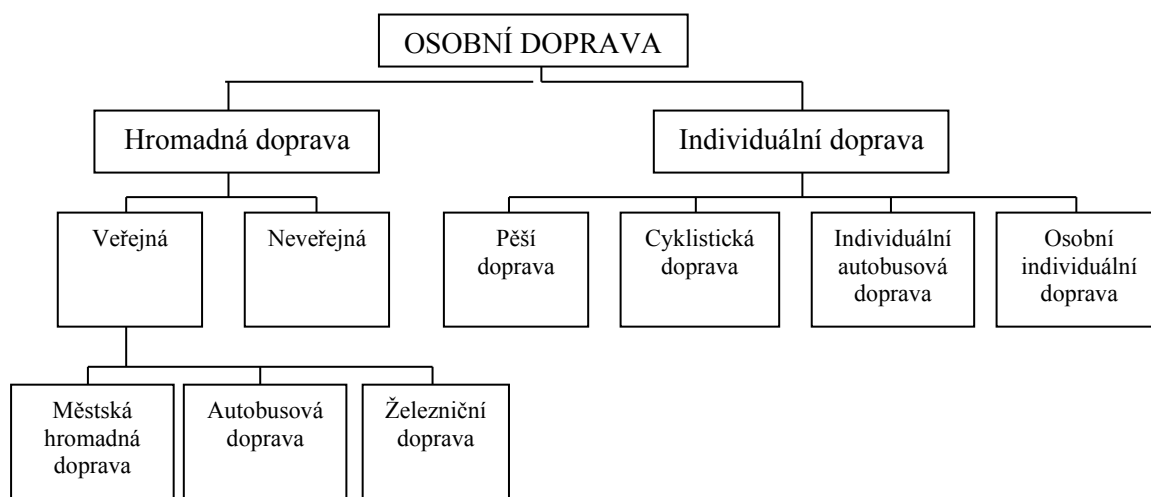 OSOBNÍ DOPRAVA
Hromadná doprava
Individuální doprava
Veřejná
Neveřejná
Pěší
doprava
Cyklistická
doprava
Individuální
autobusová
doprava
Osobní
individuální
doprava
Městská
hromadná
doprava
Autobusová
doprava
Železniční
doprava